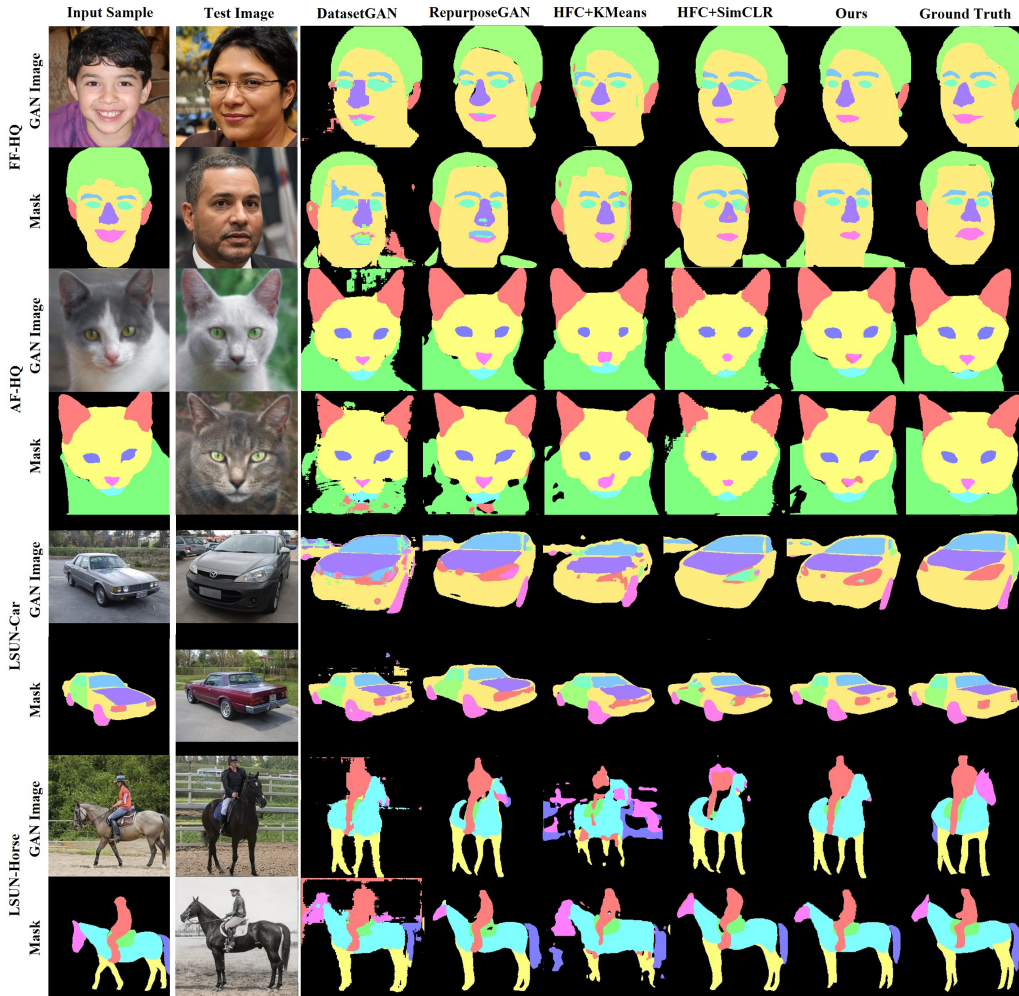 Input Sample
Test Image
DatasetGAN
RepurposeGAN
HFC+KMeans
HFC+SimCLR
Ours
Ground Truth
FF-HQ
GAN Image
Mask
AF-HQ
GAN Image
Mask
LSUN-Car
GAN Image
Mask
LSUN-Horse
GAN Image
Mask